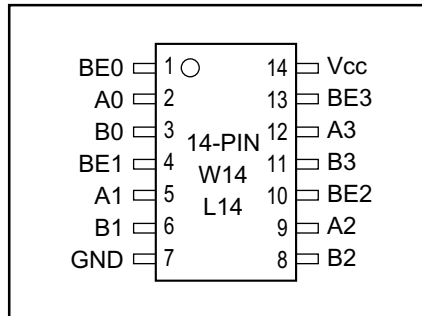 BE0 1 14 Vcc
A0 2 13 BE3
B0 3 12 A3
14-PIN
BE1 4 11 B3
W14
A1 5 10 BE2
L14
B1 6 9 A2
GND 7 8 B2